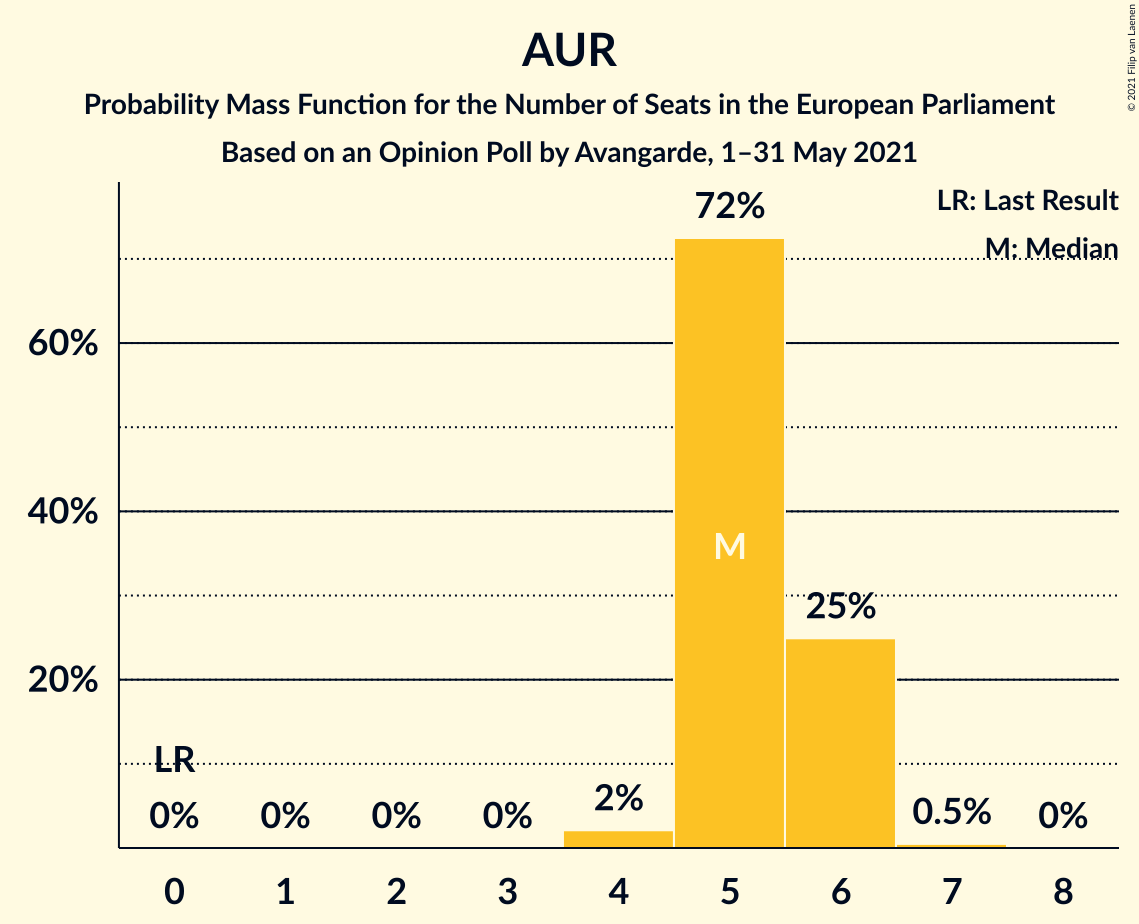 AUR
Probability Mass Function for the Number of Seats in the European Parliament
Based on an Opinion Poll by Avangarde, 1–31 May 2021
© 2021 Filip van Laenen
LR: Last Result
M: Median
72%
60%
40%
M
25%
20%
LR
0% 0% 0% 0% 2% 0.5% 0%
0 1 2 3 4 5 6 7 8